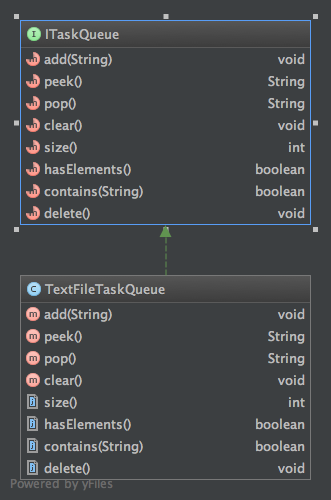 I ITaskQueue
m add(String) void
m peek() String
m pop() String
m clear() void
m size() int
m hasElements() boolean
m contains(String) boolean
m delete() void
C TextFileTaskQueue
m add(String) void
m peek() String
m pop() String
m clear() void
size() int
hasElements() boolean
contains(String) boolean
delete() void
Powered by yFiles